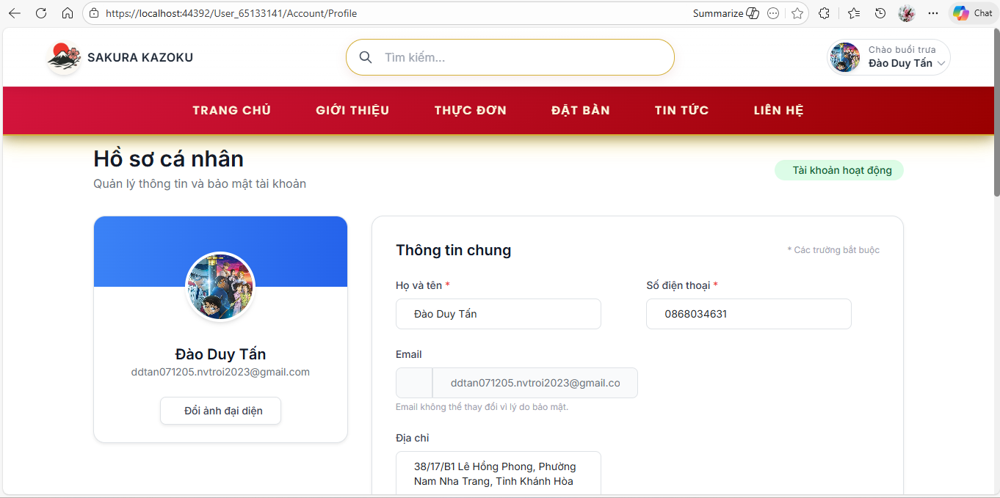 https://localhost:44392/User_65133141/Account/Profile
Summarize
Chat
SAKURA KAZOKU
Tìm kiếm...
Chào buổi trưa
Đào Duy Tấn
TRANG CHỦ
GIỚI THIỆU
THỰC ĐƠN
ĐẶT BÀN
TIN TỨC
LIÊN HỆ
Hồ sơ cá nhân
Tài khoản hoạt động
Quản lý thông tin và bảo mật tài khoản
Đào Duy Tấn
ddtan071205.nvtroi2023@gmail.com
Đổi ảnh đại diện
Thông tin chung
* Các trường bắt buộc
Họ và tên *
Số điện thoại *
Đào Duy Tấn
0868034631
Email
ddtan071205.nvtroi2023@gmail.co
Email không thể thay đổi vì lý do bảo mật.
Địa chỉ
38/17/B1 Lê Hồng Phong, Phường
Nam Nha Trang, Tỉnh Khánh Hòa